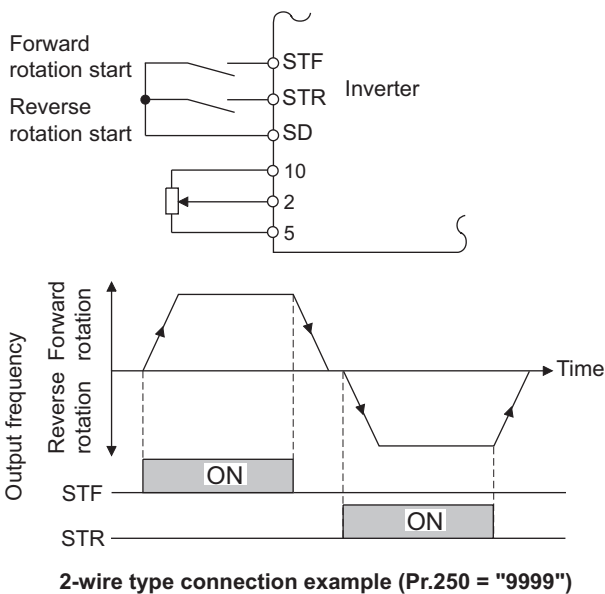 Forward
rotation start
Reverse
rotation start
STF
STR
SD
Inverter
10
2
5
Output frequency
Reverse rotation
Forward rotation
Time
ON
STF
ON
STR
2-wire type connection example (Pr.250 = "9999")